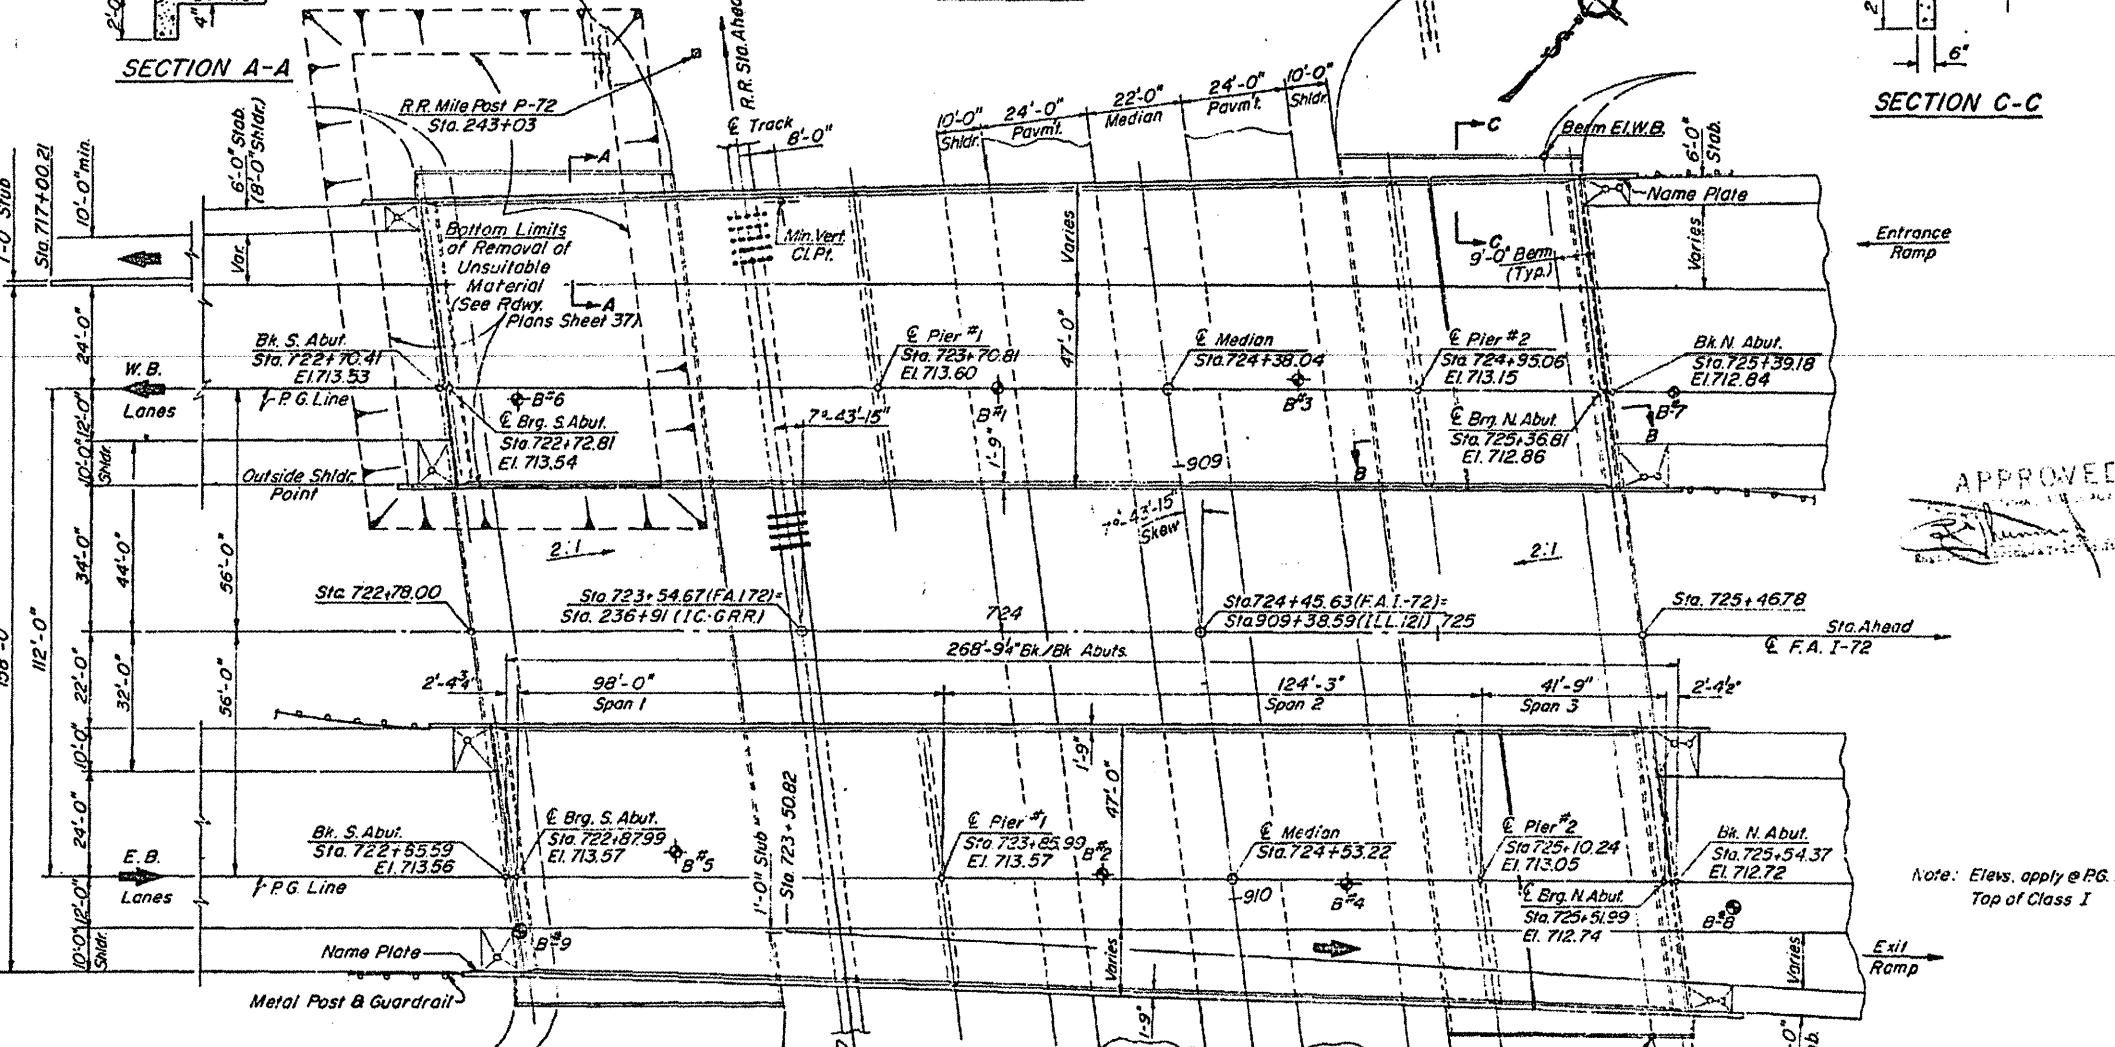 2'-0"
4"
SECTION A-A
R.R. Mile Post P-72
Sta. 243+03
R.R. Sta. Ahead
℄ Track
8'-0"
10'-0"
Shldr.
24'-0"
Pavm't.
22'-0"
Median
24'-0"
Pavm't.
10'-0"
Shldr.
C
Berm El. W.B.
6'-0"
Stab.
6"
SECTION C-C
1'-0" Stub
Sta. 717+00.21
10'-0" min.
6'-0" Stab.
(8'-0" Shldr.)
A
Name Plate
Bottom Limits
of Removal of
Unsuitable
Material
(See Rdwy.
Plans Sheet 37)
A
Var.
Min. Vert.
Cl. Pt.
Varies
C
9'-0" Berm
(Typ.)
Varies
Entrance
Ramp
24'-0"
Bk. S. Abut.
Sta. 722+70.41
El. 713.53
℄ Pier #1
Sta. 723+70.81
El. 713.60
47'-0"
℄ Median
Sta. 724+38.04
℄ Pier #2
Sta. 724+95.06
El. 713.15
Bk. N. Abut.
Sta. 725+39.18
El. 712.84
W.B.
Lanes
P.G. Line
B#6
B#1
B#3
B-#7
12'-0"
10'-0"
Shldr.
℄ Brg. S. Abut.
Sta. 722+72.81
El. 713.54
7°-43'-15"
1'-9"
℄ Brg. N. Abut.
Sta. 725+36.81
El. 712.86
B
B
Outside Shldr.
Point
909
APPROVED
7°-43'-15"
Skew
2:1
2:1
34'-0"
44'-0"
56'-0"
112'-0"
158'-0"
Sta. 722+78.00
Sta. 723+54.67 (F.A.I. 72)=
Sta. 236+91 (I.C.G.R.R.)
724
Sta 724+45.63 (F.A.I.-72)=
Sta. 909+38.59 (ILL. 121)
725
Sta. 725+46.78
Sta. Ahead
℄ F.A. I-72
268'-9¼" Bk./Bk. Abuts.
22'-0"
32'-0"
56'-0"
2'-4¾"
98'-0"
Span 1
124'-3"
Span 2
41'-9"
Span 3
2'-4½"
10'-0"
1'-9"
47'-0"
1'-0" Stub
Sta. 723+50.82
24'-0"
Bk. S. Abut.
Sta. 722+85.59
El. 713.56
℄ Brg. S. Abut.
Sta. 722+87.99
El. 713.57
B#5
℄ Pier #1
Sta. 723+85.99
El. 713.57
B#2
℄ Median
Sta. 724+53.22
℄ Pier #2
Sta. 725+10.24
El. 713.05
Bk. N. Abut.
Sta. 725+54.37
El. 712.72
E.B.
Lanes
P.G. Line
910
B#4
℄ Brg. N. Abut.
Sta. 725+51.99
El. 712.74
B-#8
Note: Elevs. apply @ P.G.
Top of Class I
12'-0"
10'-0"
Shldr.
B#9
Name Plate
Metal Post & Guardrail
Varies
1'-9"
Varies
Exit
Ramp